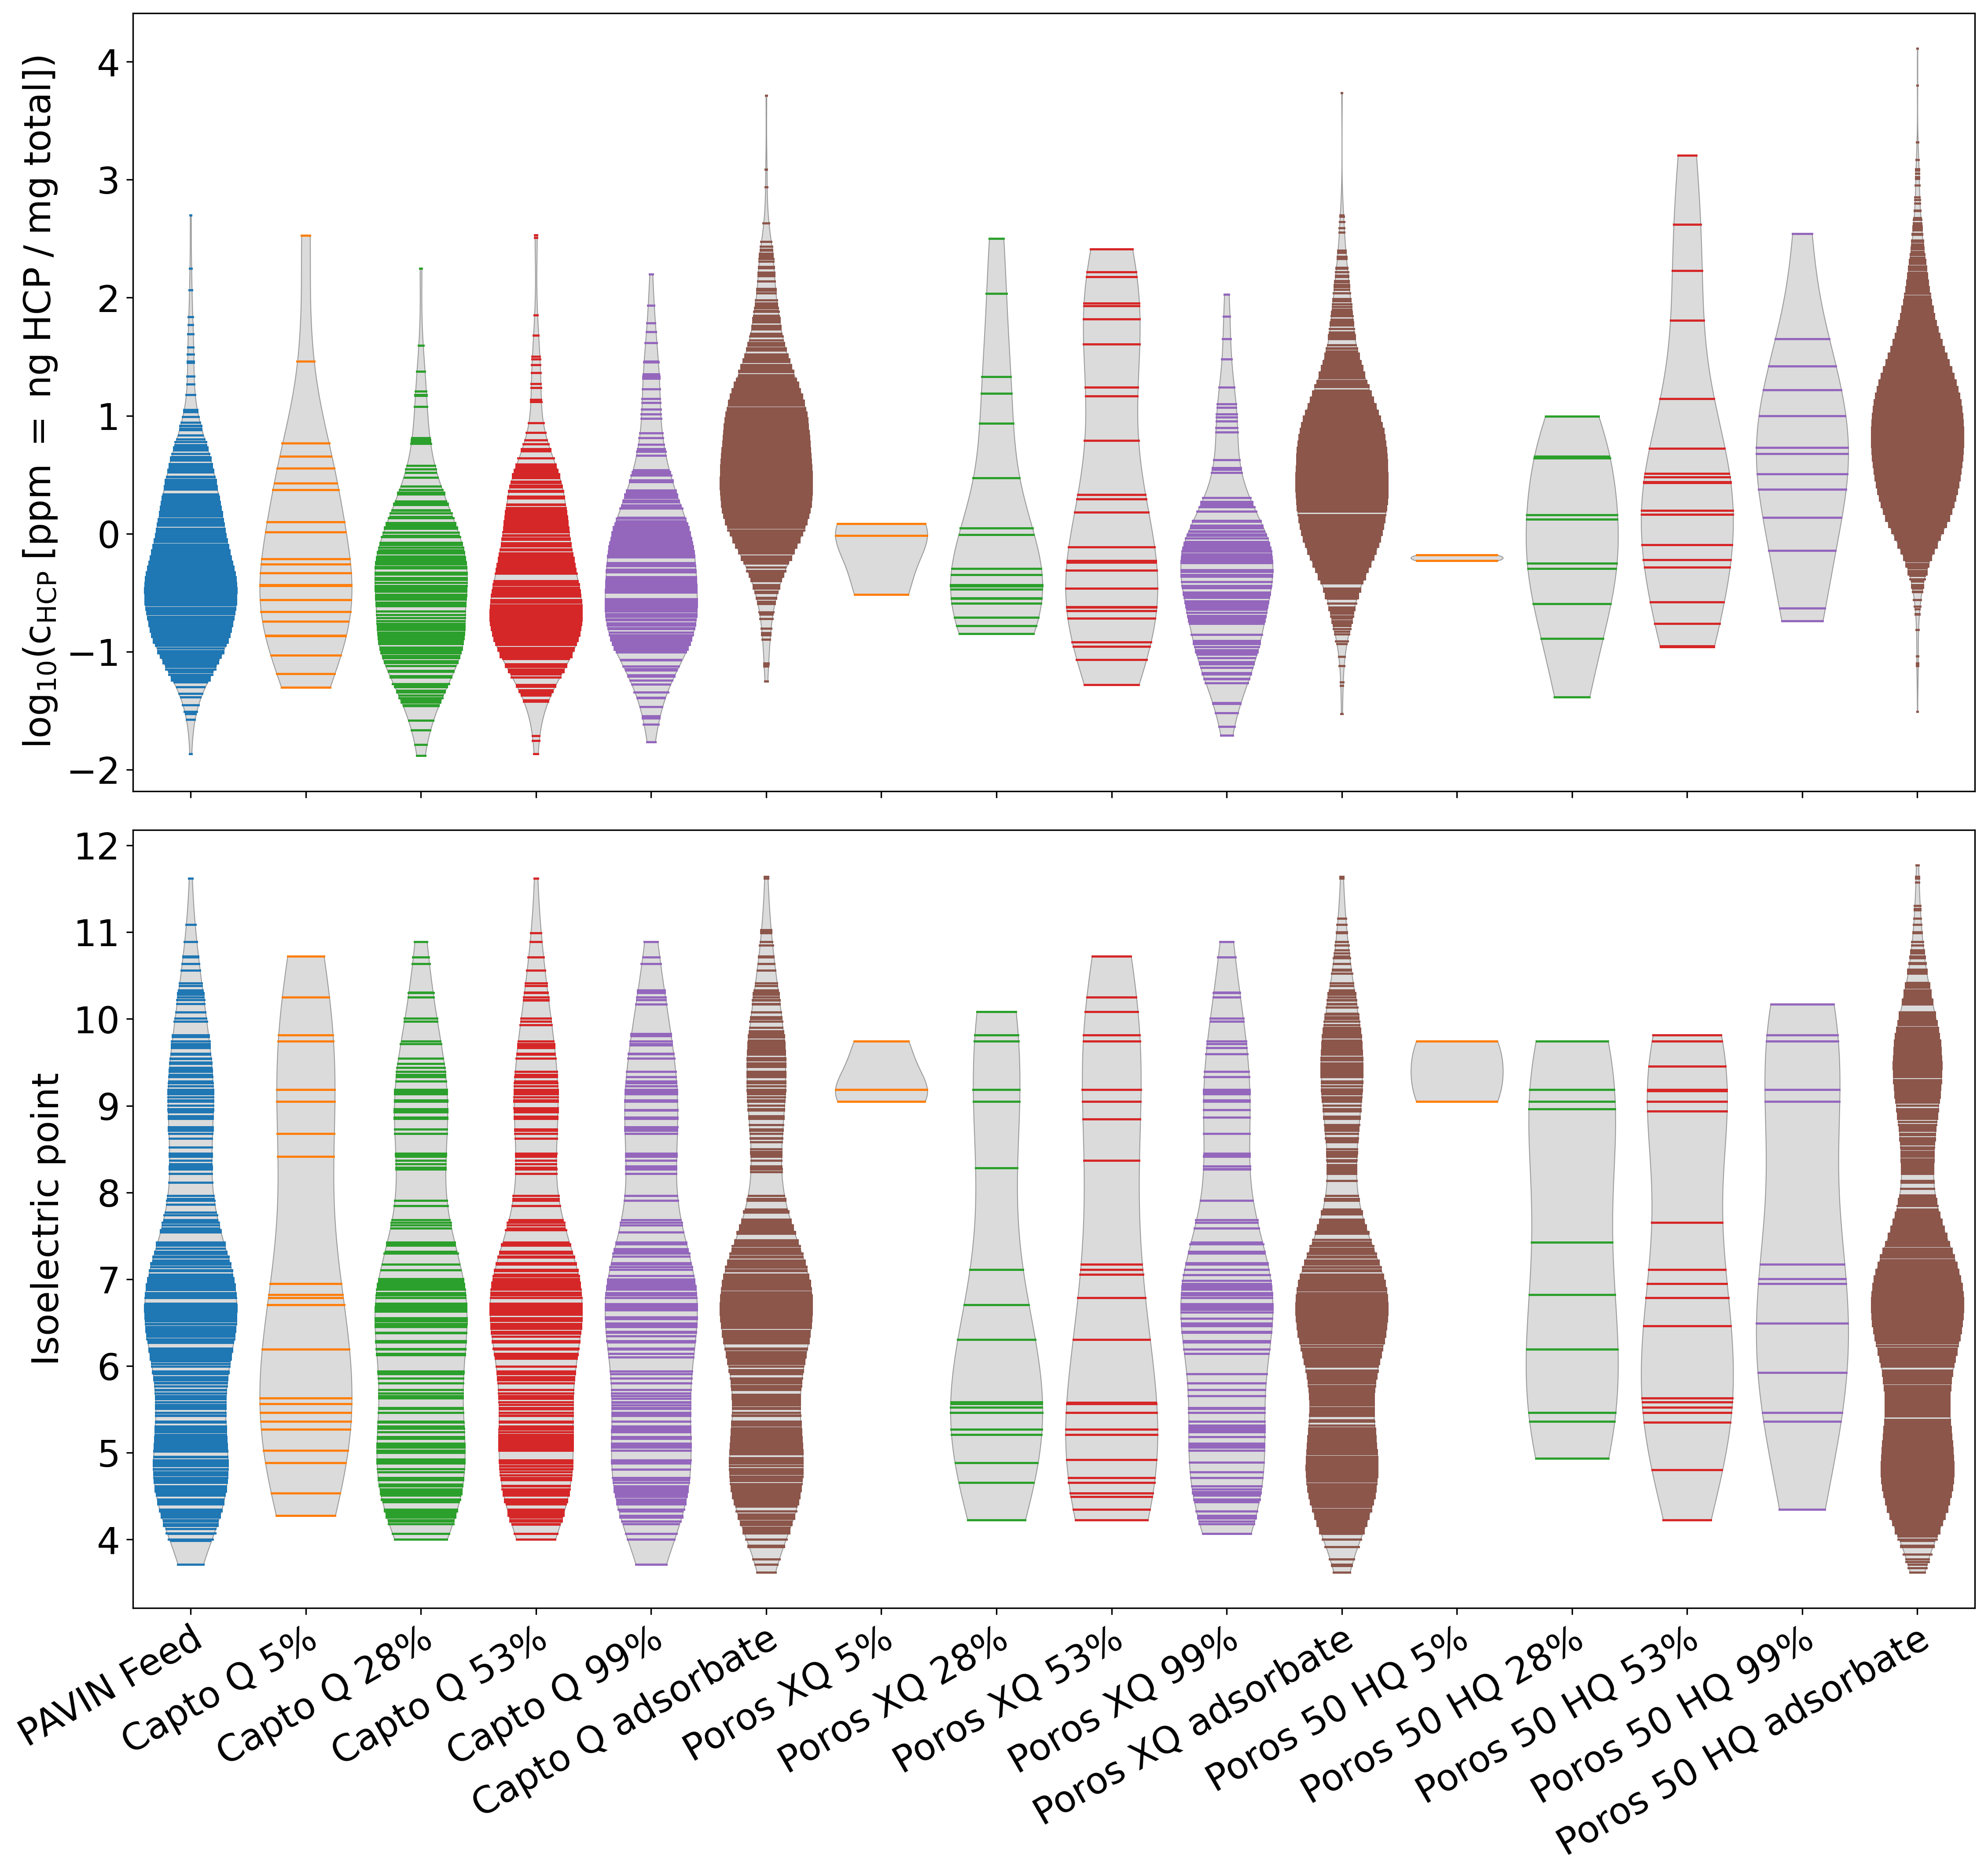 log10(cHCP [ppm = ng HCP / mg total])
4
3
2
1
0
−1
−2
Isoelectric point
12
11
10
9
8
7
6
5
4
PAVIN Feed
Capto Q 5%
Capto Q 28%
Capto Q 53%
Capto Q 99%
Capto Q adsorbate
Poros XQ 5%
Poros XQ 28%
Poros XQ 53%
Poros XQ 99%
Poros XQ adsorbate
Poros 50 HQ 5%
Poros 50 HQ 28%
Poros 50 HQ 53%
Poros 50 HQ 99%
Poros 50 HQ adsorbate